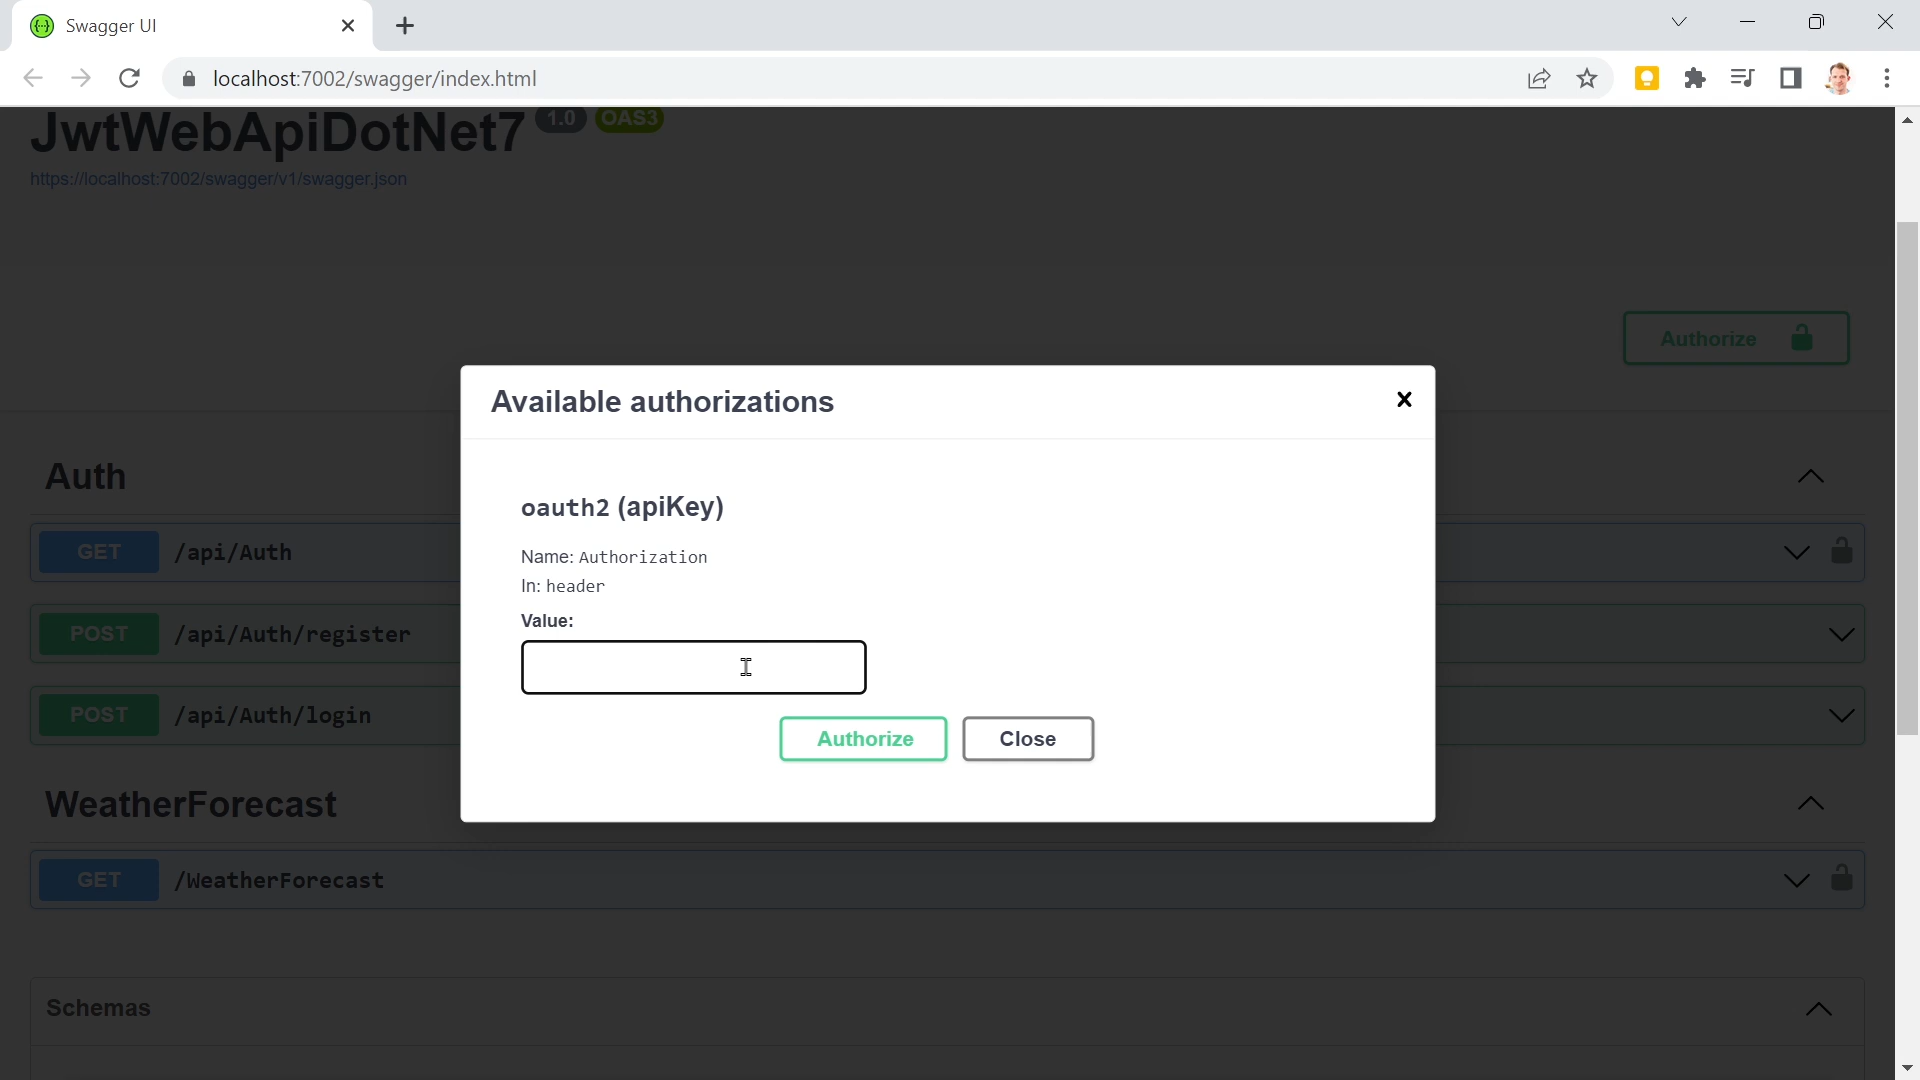 Swagger UI
localhost:7002/swagger/index.html
JwtWebApiDotNet7 1.0 OAS3
https://localhost:7002/swagger/v1/swagger.json
Authorize
Available authorizations
oauth2 (apiKey)
Name: Authorization
In: header
Value:
Authorize Close
Auth
GET /api/Auth
POST /api/Auth/register
POST /api/Auth/login
WeatherForecast
GET /WeatherForecast
Schemas